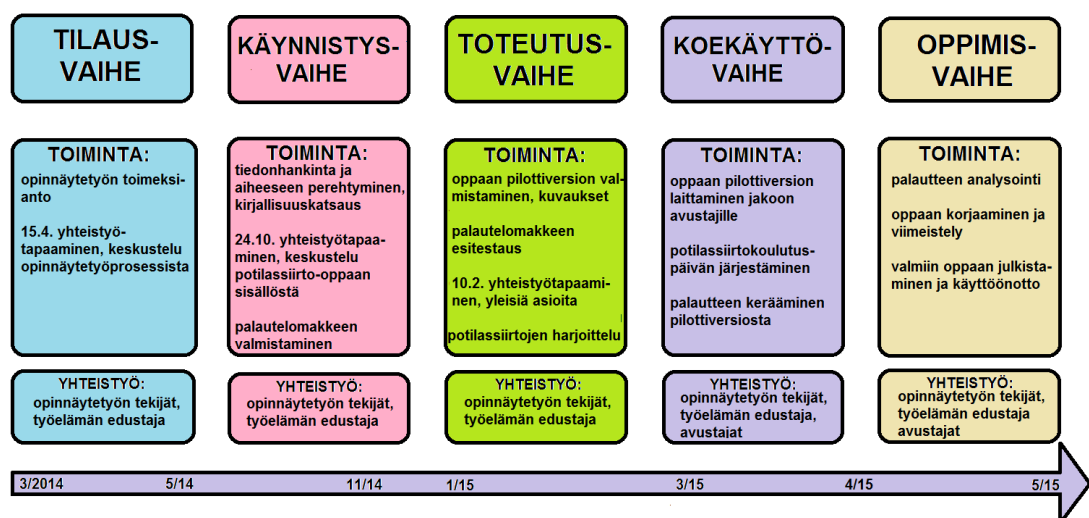 TILAUS-
VAIHE
KÄYNNISTYS-
VAIHE
TOTEUTUS-
VAIHE
KOEKÄYTTÖ-
VAIHE
OPPIMIS-
VAIHE
TOIMINTA:
opinnäytetyön toimeksi-
anto
15.4. yhteistyö-
tapaaminen, keskustelu
opinnäytetyöprosessista
TOIMINTA:
tiedonhankinta ja
aiheeseen perehtyminen,
kirjallisuuskatsaus
24.10. yhteistyötapaa-
minen, keskustelu
potilassiirto-oppaan
sisällöstä
palautelomakkeen
valmistaminen
TOIMINTA:
oppaan pilottiversion val-
mistaminen, kuvaukset
palautelomakkeen
esitestaus
10.2. yhteistyötapaami-
nen, yleisiä asioita
potilassiirtojen harjoittelu
TOIMINTA:
oppaan pilottiversion
laittaminen jakoon
avustajille
potilassiirtokoulutus-
päivän järjestäminen
palautteen kerääminen
pilottiversiosta
TOIMINTA:
palautteen analysointi
oppaan korjaaminen ja
viimeistely
valmiin oppaan julkista-
minen ja käyttöönotto
YHTEISTYÖ:
opinnäytetyön tekijät,
työelämän edustaja
YHTEISTYÖ:
opinnäytetyön tekijät,
työelämän edustaja
YHTEISTYÖ:
opinnäytetyön tekijät,
työelämän edustaja
YHTEISTYÖ:
opinnäytetyön tekijät,
työelämän edustaja,
avustajat
YHTEISTYÖ:
opinnäytetyön tekijät,
työelämän edustaja
avustajat
3/2014 5/14 11/14 1/15 3/15 4/15 5/15